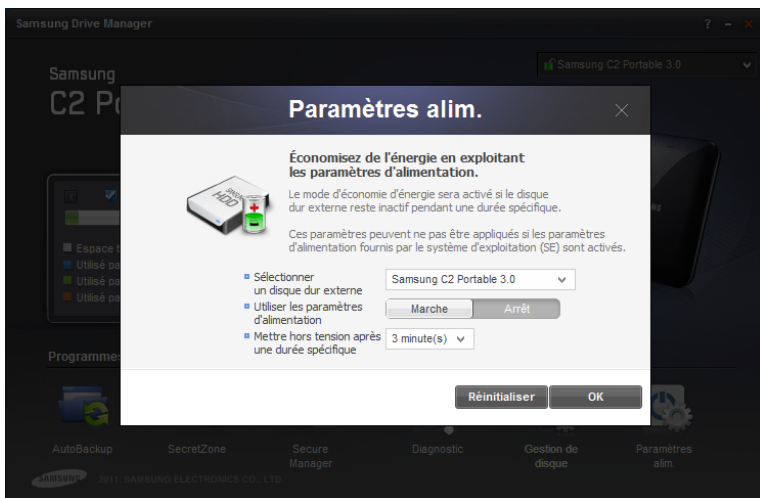 Samsung Drive Manager
? – ×
Samsung
Samsung C2 Portable 3.0
C2 Po
Paramètres alim.
Économisez de l'énergie en exploitant
les paramètres d'alimentation.
Le mode d'économie d'énergie sera activé si le disque
dur externe reste inactif pendant une durée spécifique.
Ces paramètres peuvent ne pas être appliqués si les paramètres
d'alimentation fournis par le système d'exploitation (SE) sont activés.
SAMSUNG
HDD
Espace t
Utilisé pa
Utilisé pa
Utilisé pa
Sélectionner
un disque dur externe
Samsung C2 Portable 3.0
Utiliser les paramètres
d'alimentation
Marche
Arrêt
Mettre hors tension après
une durée spécifique
3 minute(s)
Réinitialiser
OK
Programmes
AutoBackup
SecretZone
Secure
Manager
Diagnostic
Gestion de
disque
Paramètres
alim.
SAMSUNG 2011. SAMSUNG ELECTRONICS CO., LTD.